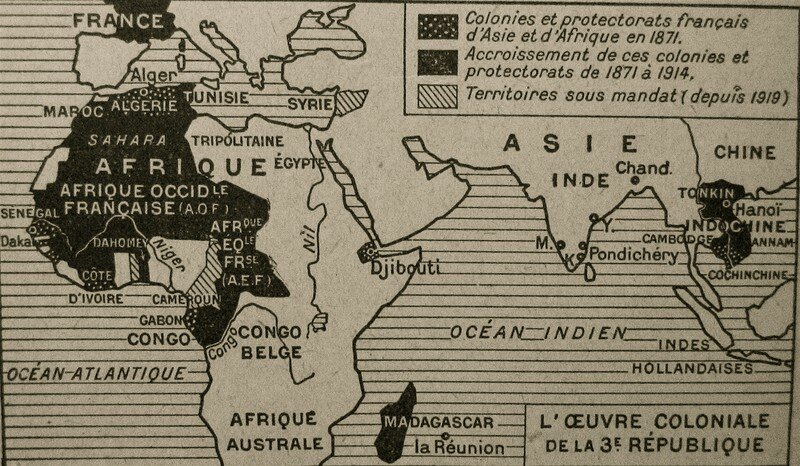 FRANCE
Colonies et protectorats français
d'Asie et d'Afrique en 1871.
Accroissement de ces colonies et
protectorats de 1871 à 1914.
Territoires sous mandat (depuis 1919)
Alger
ALGÉRIE
TUNISIE
SYRIE
MAROC
SAHARA
TRIPOLITAINE
ASIE
CHINE
AFRIQUE
ÉGYPTE
INDE
Chand.
AFRIQUE OCCID.LE
FRANÇAISE (A.O.F.)
TONKIN
Hanoï
SENEGAL
Dakar
DAHOMEY
Niger
AFRQUE
EQ.LE
FRSE
(A.E.F)
Nil
Djibouti
M.
K.
Y.
Pondichéry
INDOCHINE
CAMBODGE
ANNAM
COCHINCHINE
CÔTE
D'IVOIRE
CAMEROUN
GABON
CONGO
Congo
CONGO
BELGE
OCÉAN INDIEN
INDES
HOLLANDAISES
OCÉAN ATLANTIQUE
AFRIQUE
AUSTRALE
MADAGASCAR
la Réunion
L'ŒUVRE COLONIALE
DE LA 3E RÉPUBLIQUE